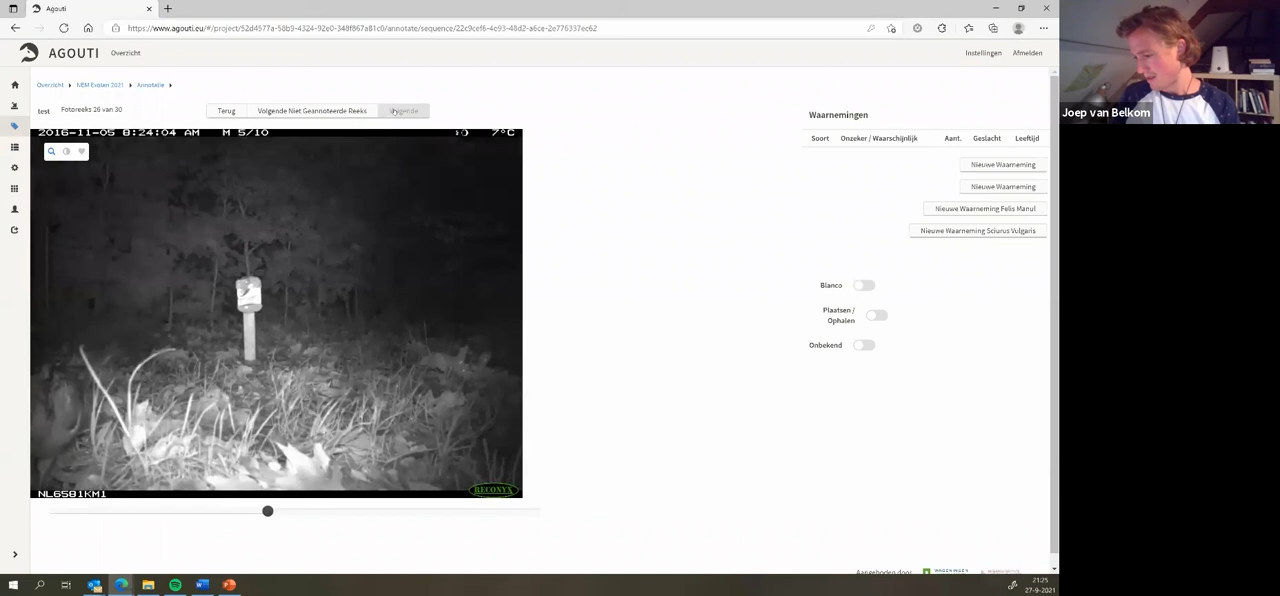 Agouti
https://www.agouti.eu/#/project/52d4577a-58b9-4324-92e0-348f867a81c0/annotate/sequence/22c9cef6-4e93-48d2-a6ce-2e776337ec62
AGOUTI
Overzicht
Instellingen
Afmelden
Overzicht
NEM Exosen 2021
Annotatie
test
Fotoreeks 26 van 30
Terug
Volgende Niet Geannoteerde Reeks
Volgende
2016-11-05 8:24:04 AM M 5/10 7°C
NL6581KM1
RECONYX
Waarnemingen
Soort Onzeker / Waarschijnlijk Aant. Geslacht Leeftijd
Nieuwe Waarneming
Nieuwe Waarneming
Nieuwe Waarneming Felis Manul
Nieuwe Waarneming Sciurus Vulgaris
Blanco
Plaatsen /
Ophalen
Onbekend
Aangeboden door
Joep van Belkom
21:25
27-9-2021